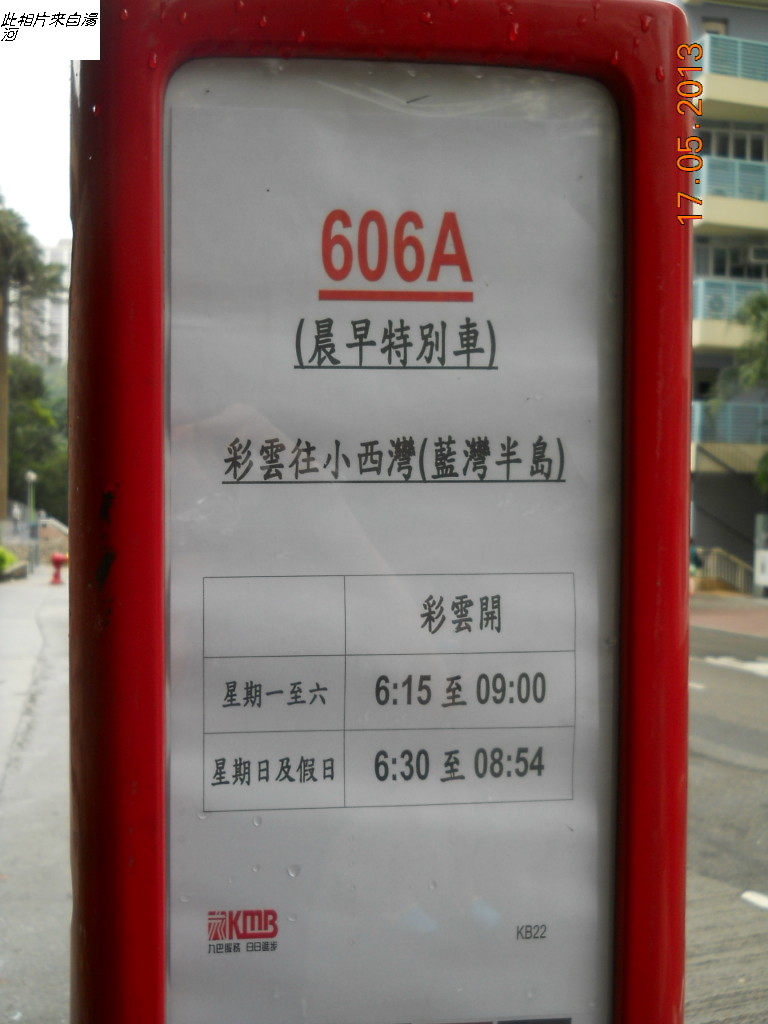 此相片來自湯
河
17.05.2013
606A
(晨早特別車)
彩雲往小西灣(藍灣半島)
彩雲開
星期一至六 6:15 至 09:00
星期日及假日 6:30 至 08:54
KMB
九巴服務 日日進步
KB22